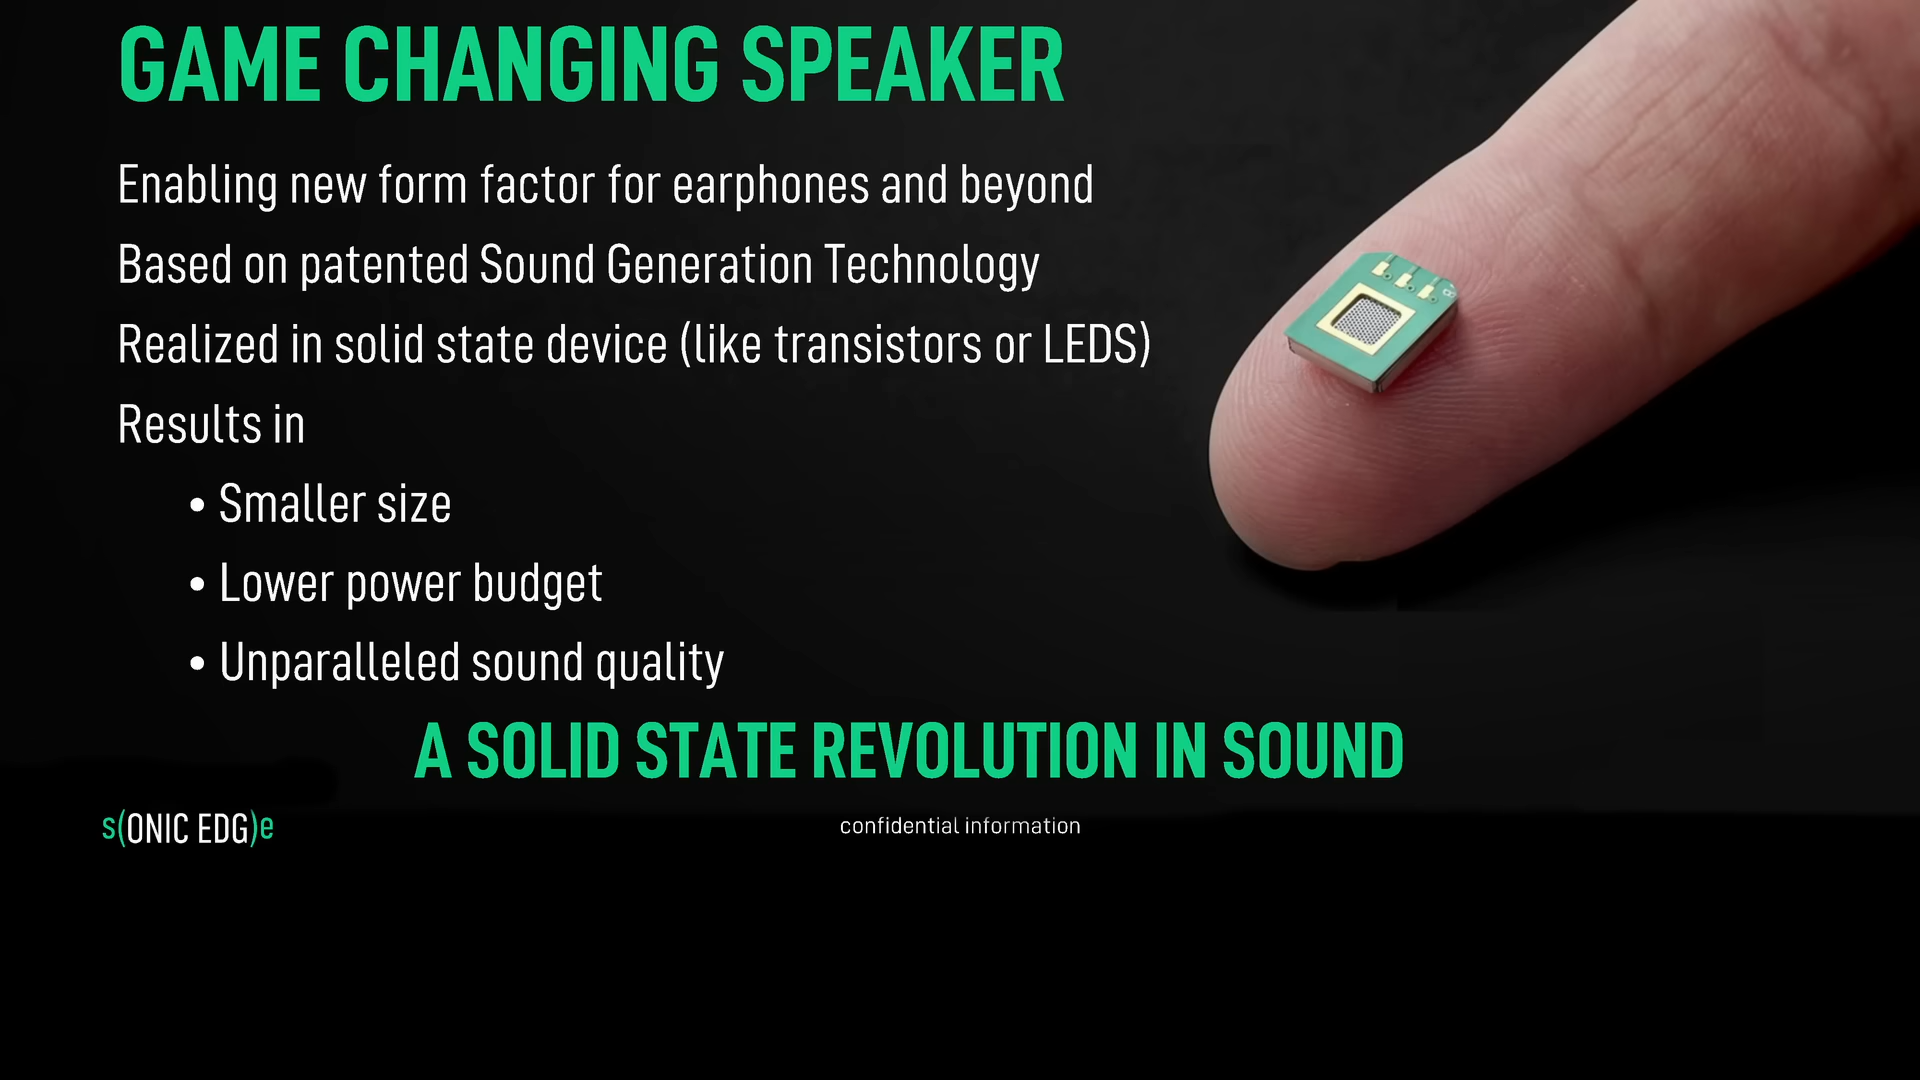 GAME CHANGING SPEAKER
Enabling new form factor for earphones and beyond
Based on patented Sound Generation Technology
Realized in solid state device (like transistors or LEDS)
Results in
• Smaller size
• Lower power budget
• Unparalleled sound quality
A SOLID STATE REVOLUTION IN SOUND
s(ONIC EDG)e
confidential information